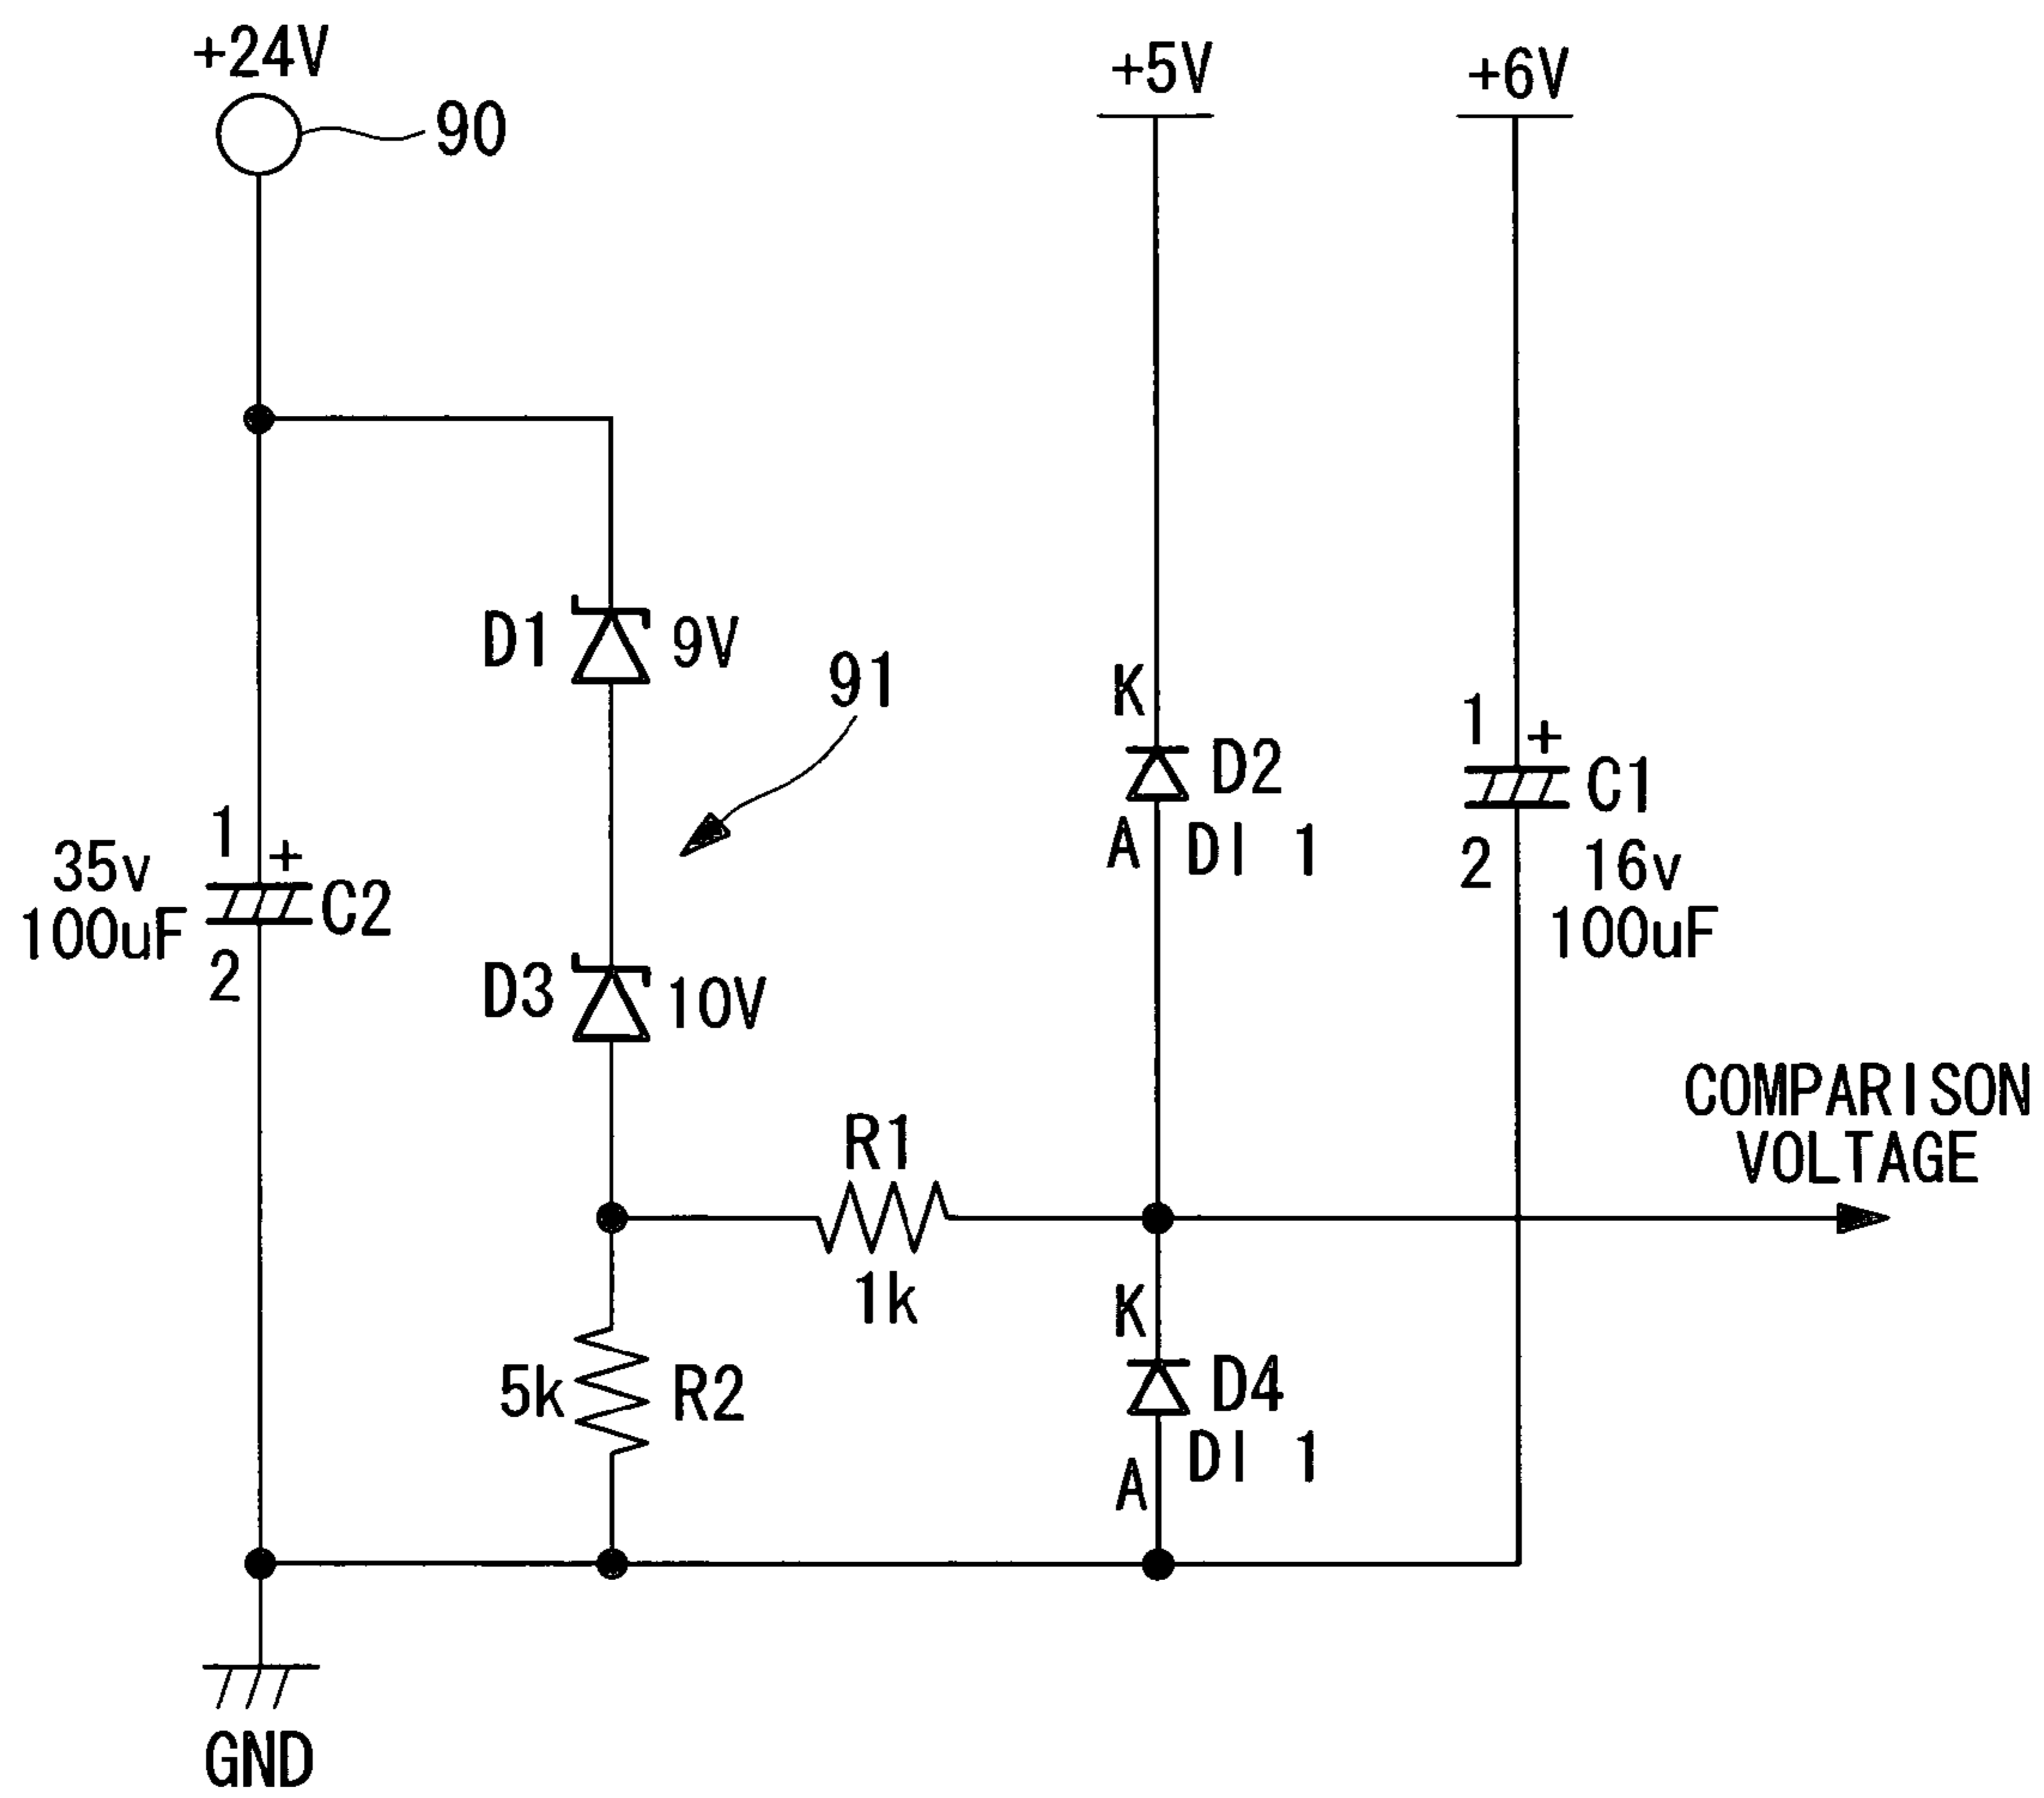 +24V
90
+5V
+6V
D1
9V
91
K
D2
A
DI 1
1
+
C1
2
16v
100uF
1
+
35v
100uF
C2
2
D3
10V
COMPARISON
VOLTAGE
R1
1k
5k
R2
K
D4
DI 1
A
GND